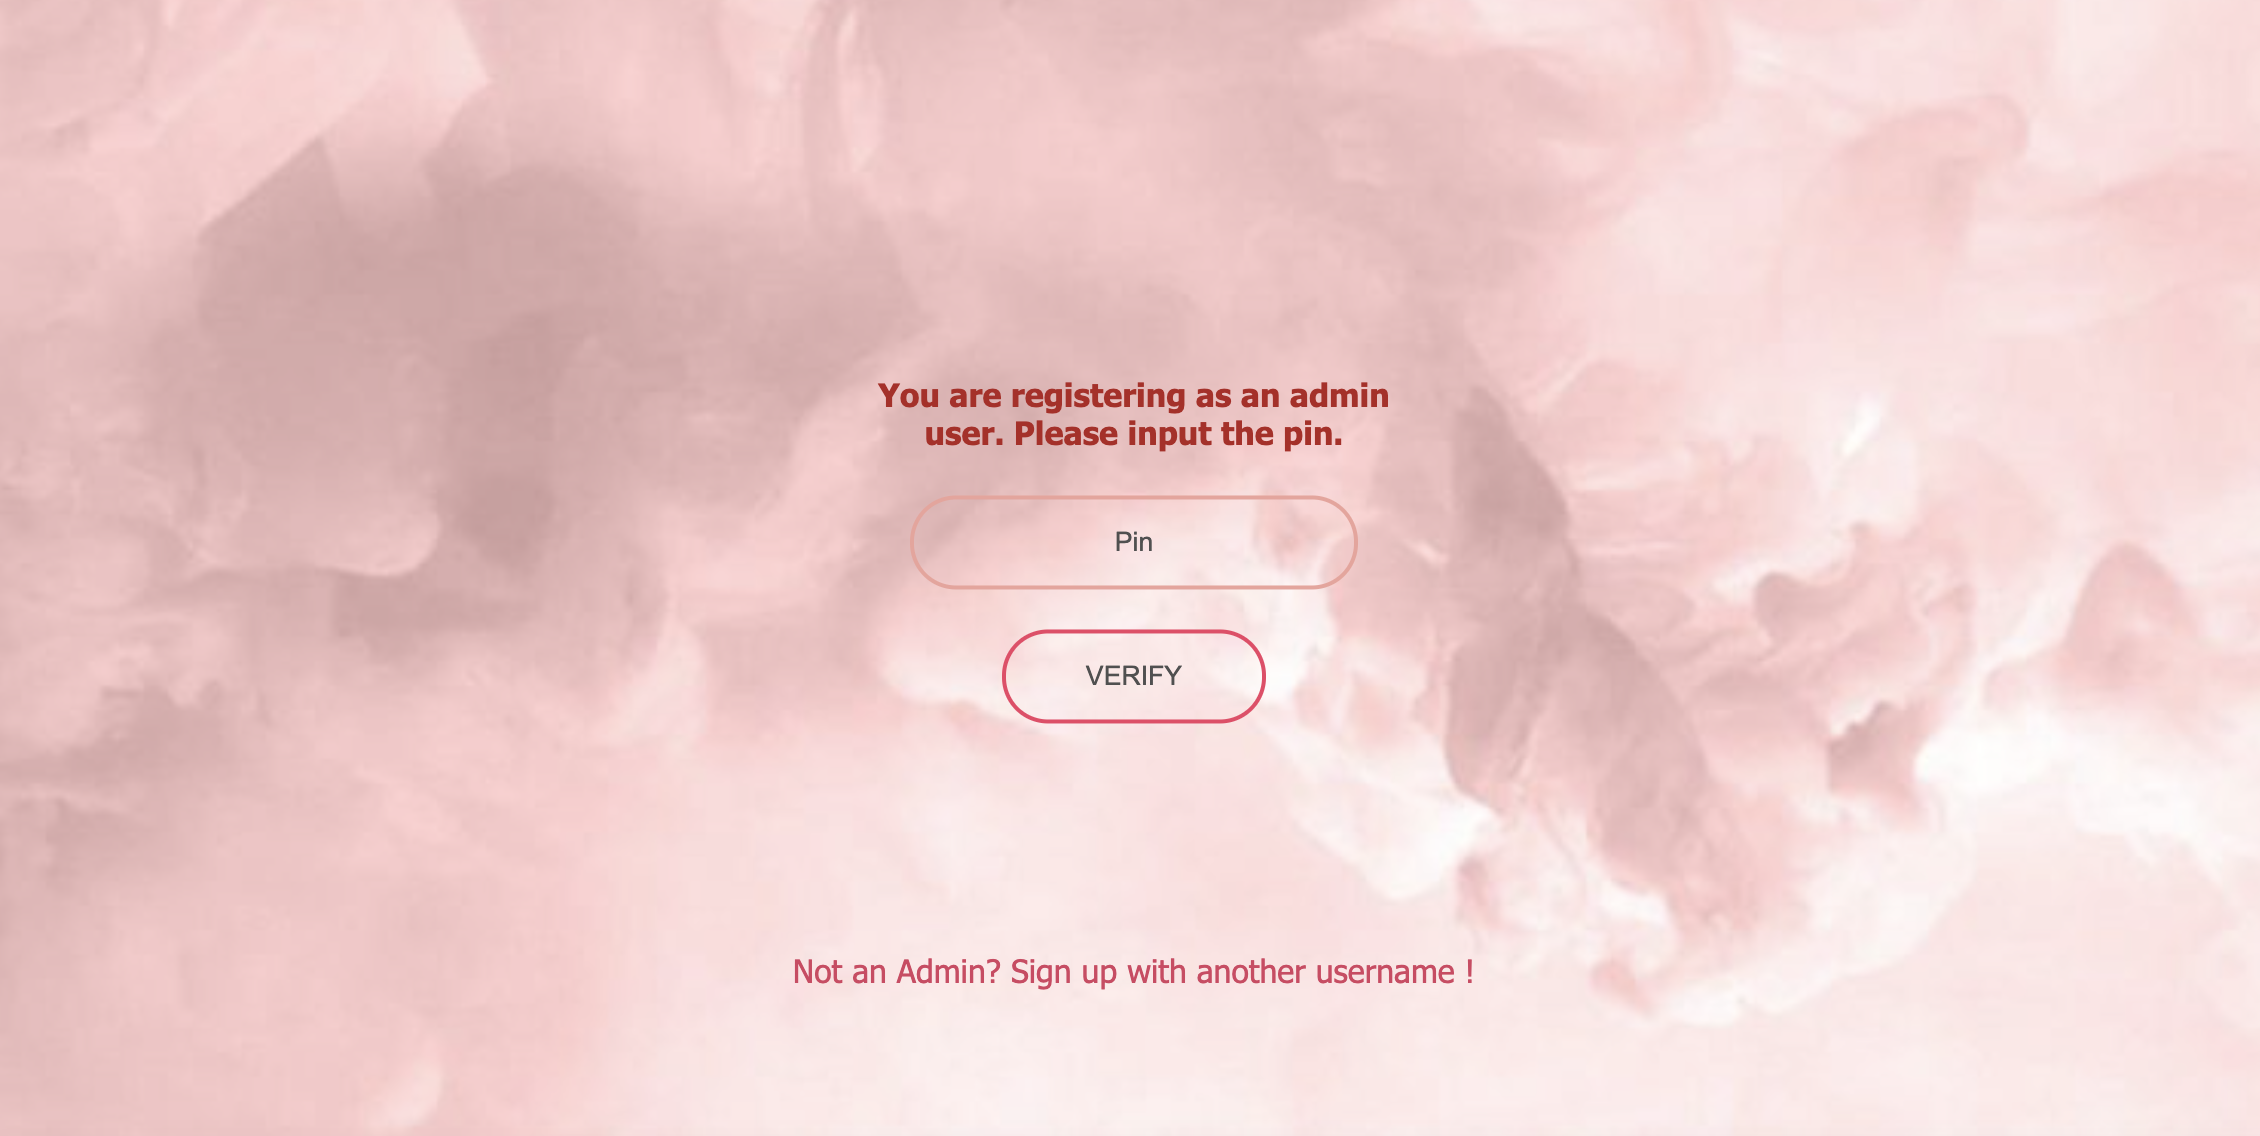 You are registering as an admin
user. Please input the pin.
Pin
VERIFY
Not an Admin? Sign up with another username !